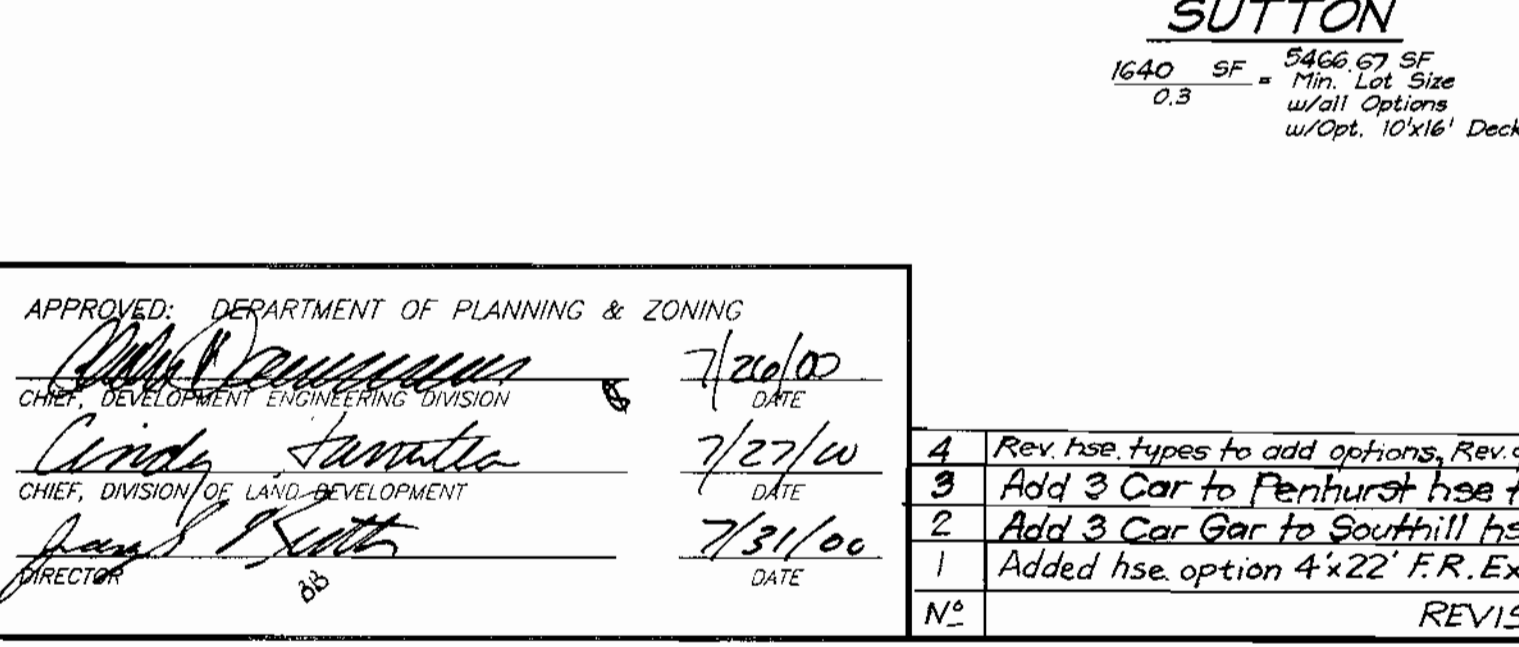 SUTTON
1640 SF = 5466.67 SF
0.3 Min. Lot Size
w/all Options
w/Opt. 10'x16' Deck
APPROVED: DEPARTMENT OF PLANNING & ZONING
7/26/00
CHIEF, DEVELOPMENT ENGINEERING DIVISION DATE
Cindy 7/27/00
CHIEF, DIVISION OF LAND DEVELOPMENT DATE
7/31/00
DIRECTOR DATE
4 Rev. hse. types to add options, Rev.
3 Add 3 Car to Penhurst hse
2 Add 3 Car Gar to Southill hs
1 Added hse. option 4'x22' F.R. Ex
Nº REVIS